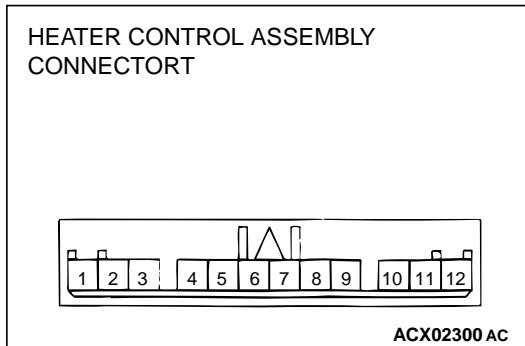 HEATER CONTROL ASSEMBLY
CONNECTORT
1 2 3 4 5 6 7 8 9 10 11 12
ACX02300 AC